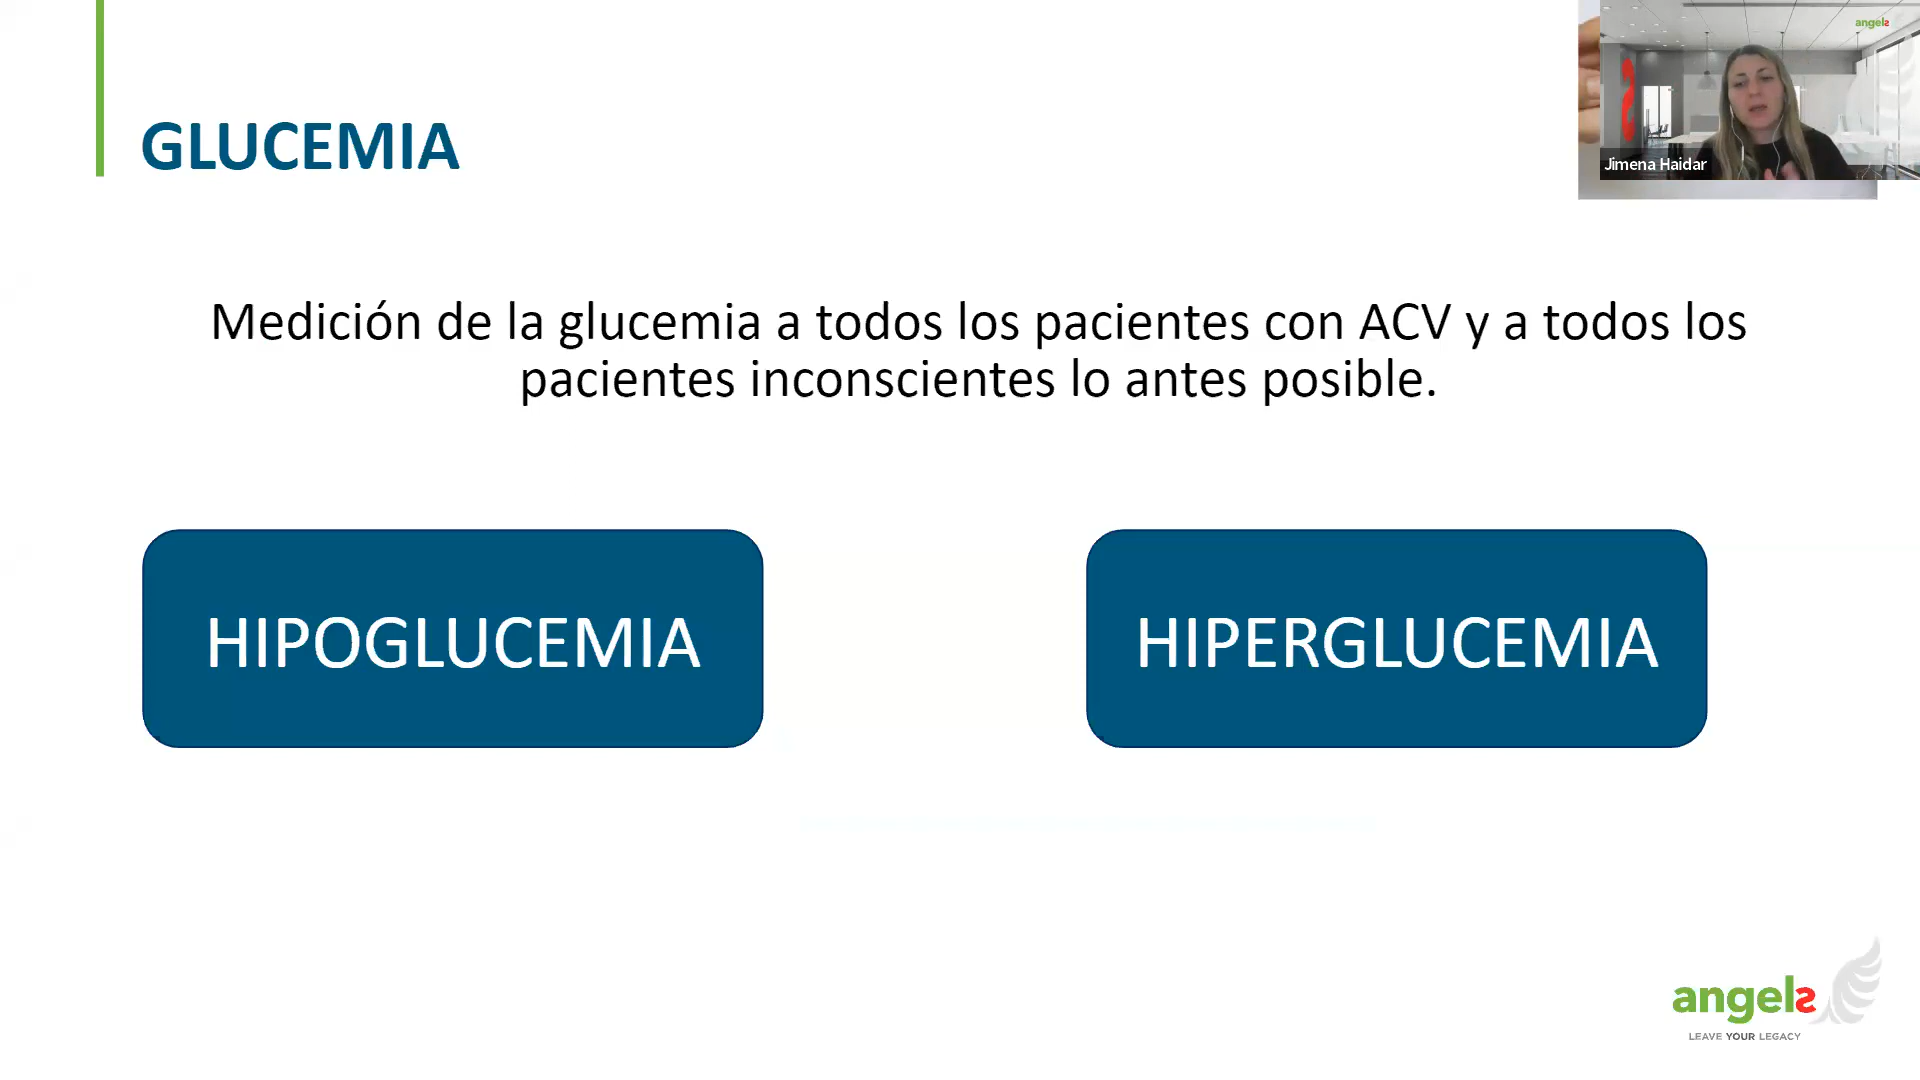 angels
Jimena Haidar
GLUCEMIA
Medición de la glucemia a todos los pacientes con ACV y a todos los
pacientes inconscientes lo antes posible.
HIPOGLUCEMIA
HIPERGLUCEMIA
angels
LEAVE YOUR LEGACY